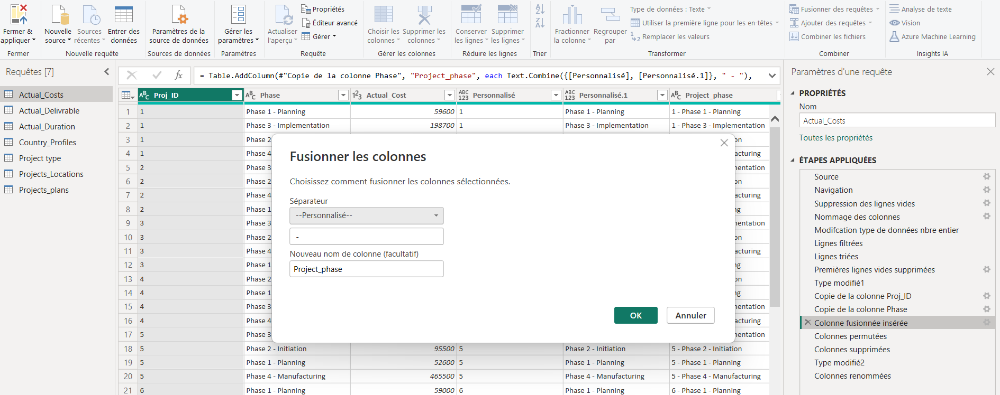 Fermer & appliquer
Nouvelle source
Sources récentes
Entrer des données
Paramètres de la source de données
Gérer les paramètres
Actualiser l'aperçu
Propriétés
Éditeur avancé
Gérer
Choisir les colonnes
Supprimer les colonnes
Conserver les lignes
Supprimer les lignes
Fractionner la colonne
Regrouper par
Type de données : Texte
Utiliser la première ligne pour les en-têtes
Remplacer les valeurs
Fusionner des requêtes
Ajouter des requêtes
Combiner les fichiers
Analyse de texte
Vision
Azure Machine Learning
Fermer
Nouvelle requête
Sources de données
Paramètres
Requête
Gérer les colonnes
Réduire les lignes
Trier
Transformer
Combiner
Insights IA
Requêtes [7]
Actual_Costs
Actual_Delivrable
Actual_Duration
Country_Profiles
Project type
Projects_Locations
Projects_plans
fx
= Table.AddColumn(#"Copie de la colonne Phase", "Project_phase", each Text.Combine({[Personnalisé], [Personnalisé.1]}, " - "),
ABC Proj_ID ABC Phase 123 Actual_Cost ABC 123 Personnalisé ABC 123 Personnalisé.1 ABC Project_phase
1 1 Phase 1 - Planning 59600 1 Phase 1 - Planning 1 - Phase 1 - Planning
2 1 Phase 3 - Implementation 198700 1 Phase 3 - Implementation 1 - Phase 3 - Implementation
3 1 Phase 2 on
4 1 Phase 4 acturing
5 2 Phase 3 nentation
6 2 Phase 2 on
7 2 Phase 4 acturing
8 2 Phase 1 ng
9 3 Phase 3 nentation
10 3 Phase 2 on
11 3 Phase 4 acturing
12 3 Phase 1 ng
13 4 Phase 2 on
14 4 Phase 1 ng
15 4 Phase 3 nentation
16 4 Phase 4 acturing
17 5 Phase 3 nentation
18 5 Phase 2 - Initiation 95500 5 Phase 2 - Initiation 5 - Phase 2 - Initiation
19 5 Phase 1 - Planning 52600 5 Phase 1 - Planning 5 - Phase 1 - Planning
20 5 Phase 4 - Manufacturing 465500 5 Phase 4 - Manufacturing 5 - Phase 4 - Manufacturing
21 6 Phase 1 - Planning 59000 6 Phase 1 - Planning 6 - Phase 1 - Planning
Fusionner les colonnes
Choisissez comment fusionner les colonnes sélectionnées.
Séparateur
--Personnalisé--
-
Nouveau nom de colonne (facultatif)
Project_phase
OK
Annuler
Paramètres d'une requête
PROPRIÉTÉS
Nom
Actual_Costs
Toutes les propriétés
ÉTAPES APPLIQUÉES
Source
Navigation
Suppression des lignes vides
Nommage des colonnes
Modifcation type de données nbre entier
Lignes filtrées
Lignes triées
Premières lignes vides supprimées
Type modifié1
Copie de la colonne Proj_ID
Copie de la colonne Phase
Colonne fusionnée insérée
Colonnes permutées
Colonnes supprimées
Type modifié2
Colonnes renommées